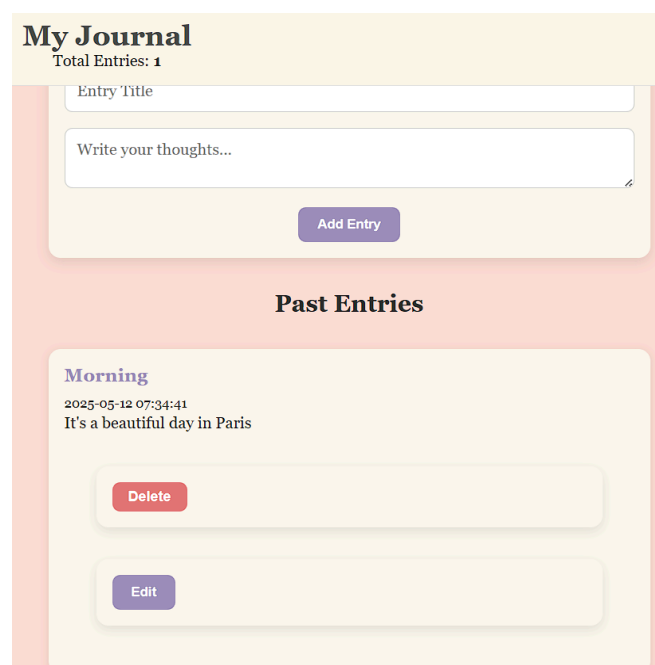 My Journal
Total Entries: 1
Entry Title
Write your thoughts...
Add Entry
Past Entries
Morning
2025-05-12 07:34:41
It's a beautiful day in Paris
Delete
Edit